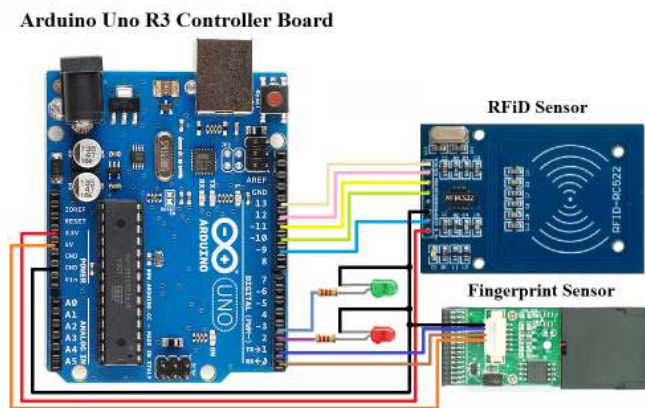 Arduino Uno R3 Controller Board
RFiD Sensor
IOREF
RESET
3.3V
5V
GND
GND
Vin
POWER
A0
A1
A2
A3
A4
A5
ANALOG IN
AREF
GND
13
12
-11
-10
-9
8
7
-6
-5
4
-3
2
TX→1
DIGITAL
ARDUINO
UNO
ON
RX
TX
RFID-RC522
Fingerprint Sensor